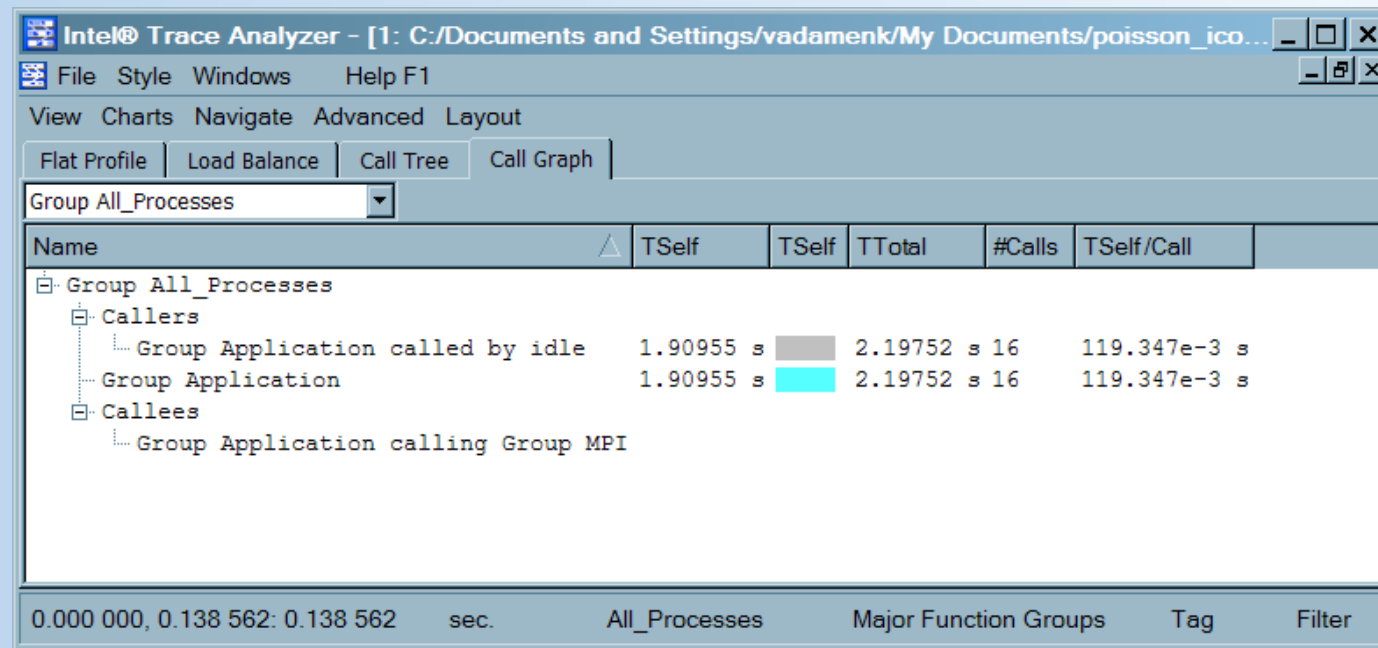 Intel® Trace Analyzer - [1: C:/Documents and Settings/vadamenk/My Documents/poisson_ico...
File Style Windows Help F1
View Charts Navigate Advanced Layout
Flat Profile Load Balance Call Tree Call Graph
Group All_Processes
Name TSelf TSelf TTotal #Calls TSelf/Call
Group All_Processes
Callers
Group Application called by idle 1.90955 s 2.19752 s 16 119.347e-3 s
Group Application 1.90955 s 2.19752 s 16 119.347e-3 s
Callees
Group Application calling Group MPI
0.000 000, 0.138 562: 0.138 562 sec. All_Processes Major Function Groups Tag Filter